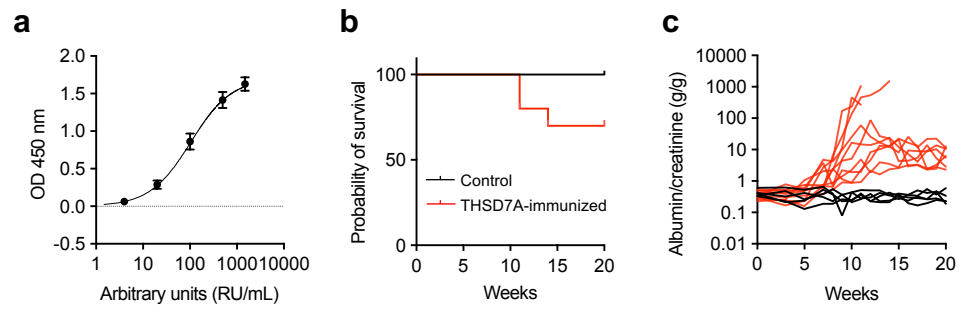 a
2.0
1.5
1.0
0.5
0.0
-0.5
OD 450 nm
1 10 100 1000 10000
Arbitrary units (RU/mL)
b
100
50
0
Probability of survival
Control
THSD7A-immunized
0 5 10 15 20
Weeks
c
10000
1000
100
10
1
0.1
0.01
Albumin/creatinine (g/g)
0 5 10 15 20
Weeks